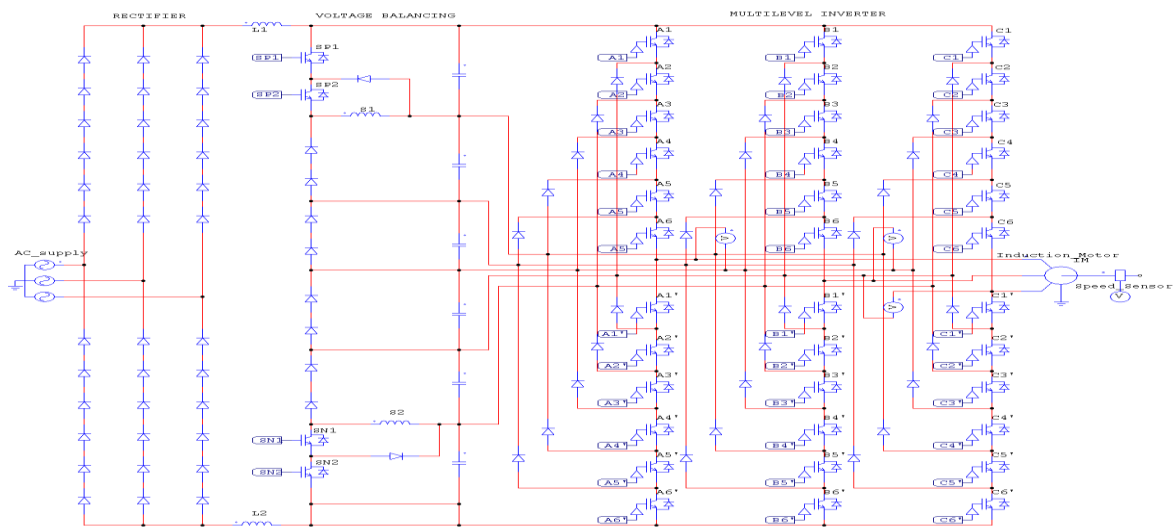 RECTIFIER
VOLTAGE BALANCING
MULTILEVEL INVERTER
L1
SP1
SP1
SP2
SP2
S1
AC_supply
S2
SN1
SN1
SN2
SN2
L2
A1
A1
A2
A2
A3
A3
A4
A4
A5
A5
A6
A5
A1'
A1'
A2'
A2'
A3'
A3'
A4'
A4'
A5'
A5'
A6'
A6'
B1
B1
B2
B2
B3
B3
B4
B4
B5
B5
B6
B6
V
B1'
B1'
B2'
B2'
B3'
B3'
B4'
B4'
B5'
B5'
B6'
B6'
C1
C1
C2
C2
C3
C3
C4
C4
C5
C5
C6
C6
V
V
C1'
C1'
C2'
C2'
C3'
C3'
C4'
C4'
C5'
C5'
C6'
C6'
Induction_Motor
IM
Speed_Sensor
V